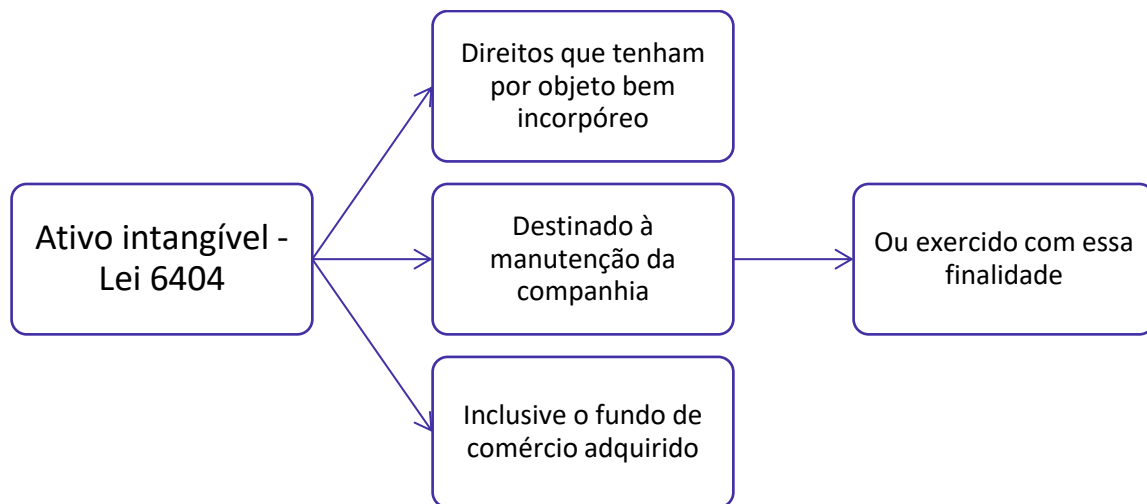 Direitos que tenham
por objeto bem
incorpóreo
Ativo intangível -
Lei 6404
Destinado à
manutenção da
companhia
Ou exercido com essa
finalidade
Inclusive o fundo de
comércio adquirido